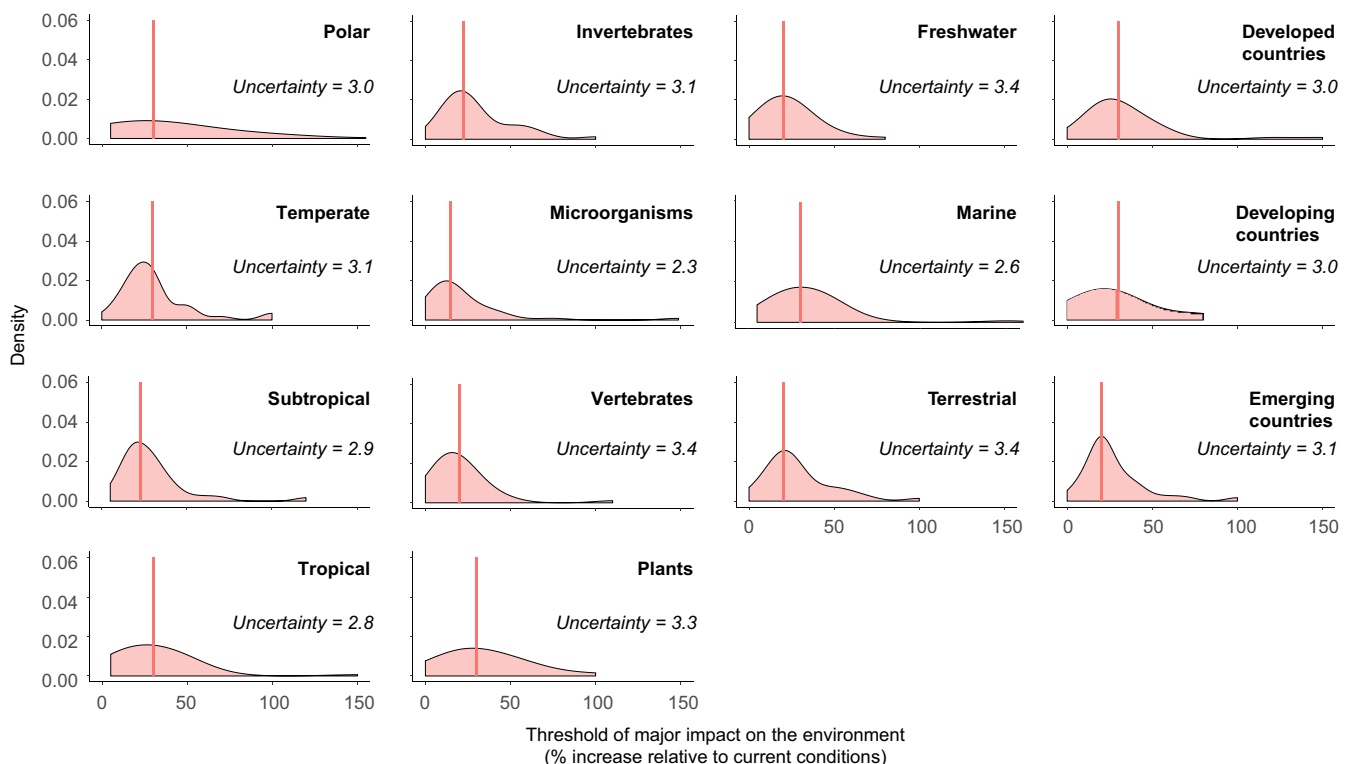 0.06
0.04
0.02
0.00
Polar
Uncertainty = 3.0
Invertebrates
Uncertainty = 3.1
Freshwater
Uncertainty = 3.4
Developed
countries
Uncertainty = 3.0
0.06
0.04
0.02
0.00
Temperate
Uncertainty = 3.1
Microorganisms
Uncertainty = 2.3
Marine
Uncertainty = 2.6
Developing
countries
Uncertainty = 3.0
Density
0.06
0.04
0.02
0.00
Subtropical
Uncertainty = 2.9
Vertebrates
Uncertainty = 3.4
Terrestrial
Uncertainty = 3.4
0 50 100 150
Emerging
countries
Uncertainty = 3.1
0 50 100 150
0.06
0.04
0.02
0.00
Tropical
Uncertainty = 2.8
0 50 100 150
Plants
Uncertainty = 3.3
0 50 100 150
Threshold of major impact on the environment
(% increase relative to current conditions)